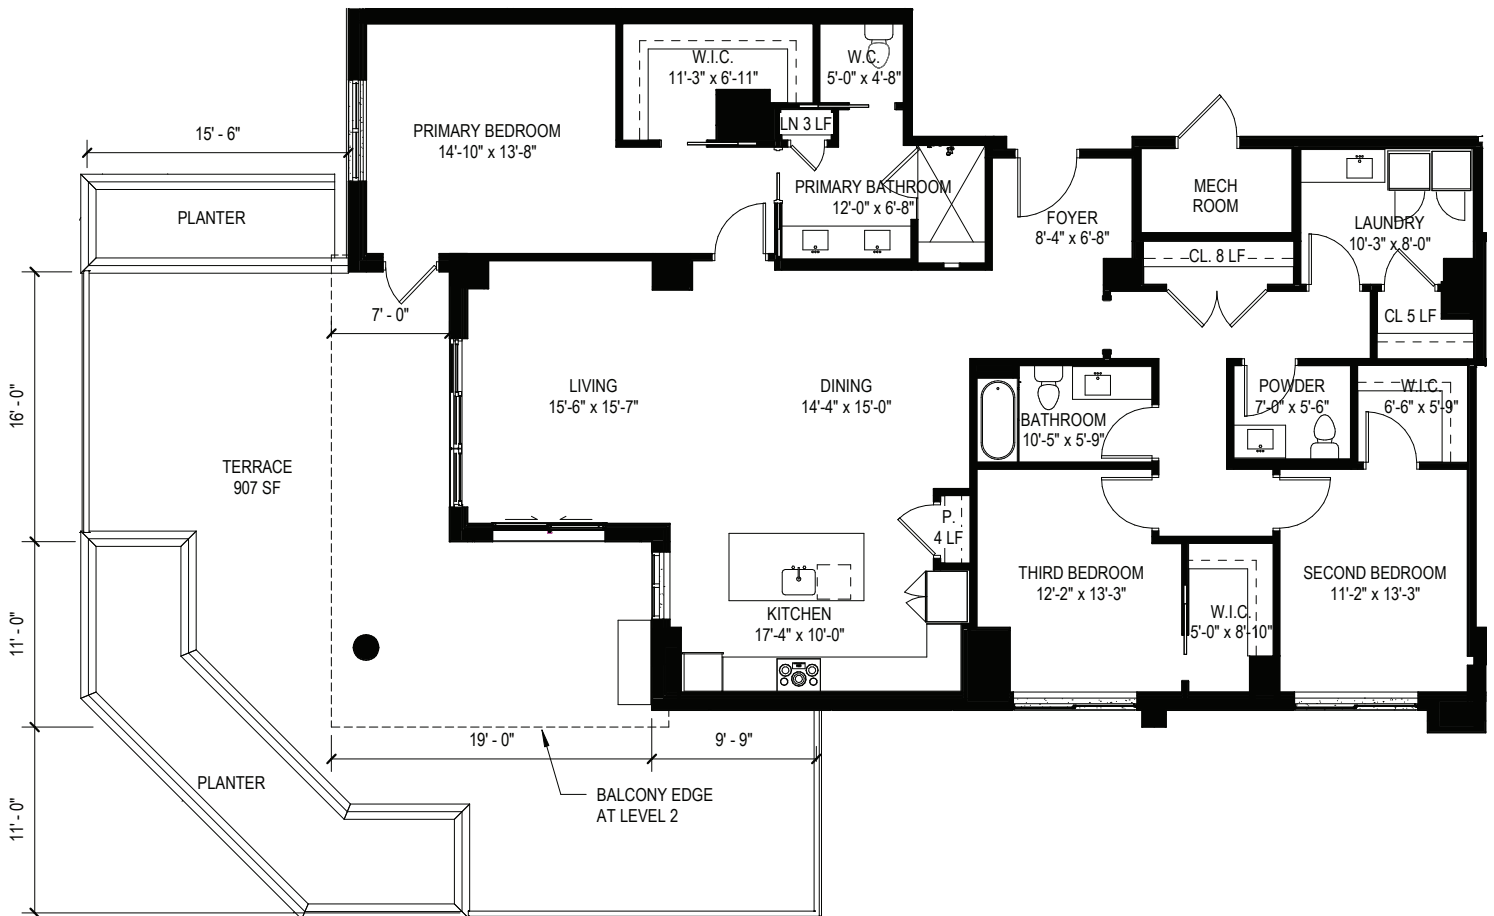 W.I.C.
11'-3" x 6'-11"
W.C.
5'-0" x 4'-8"
LN 3 LF
15' - 6"
PRIMARY BEDROOM
14'-10" x 13'-8"
PRIMARY BATHROOM
12'-0" x 6'-8"
MECH
ROOM
PLANTER
FOYER
8'-4" x 6'-8"
LAUNDRY
10'-3" x 8'-0"
CL. 8 LF
7' - 0"
CL 5 LF
16' - 0"
LIVING
15'-6" x 15'-7"
DINING
14'-4" x 15'-0"
POWDER
7'-0" x 5'-6"
W.I.C.
6'-6" x 5'-9"
BATHROOM
10'-5" x 5'-9"
TERRACE
907 SF
P.
4 LF
THIRD BEDROOM
12'-2" x 13'-3"
SECOND BEDROOM
11'-2" x 13'-3"
KITCHEN
17'-4" x 10'-0"
W.I.C.
5'-0" x 8'-10"
11' - 0"
19' - 0"
9' - 9"
PLANTER
BALCONY EDGE
AT LEVEL 2
11' - 0"